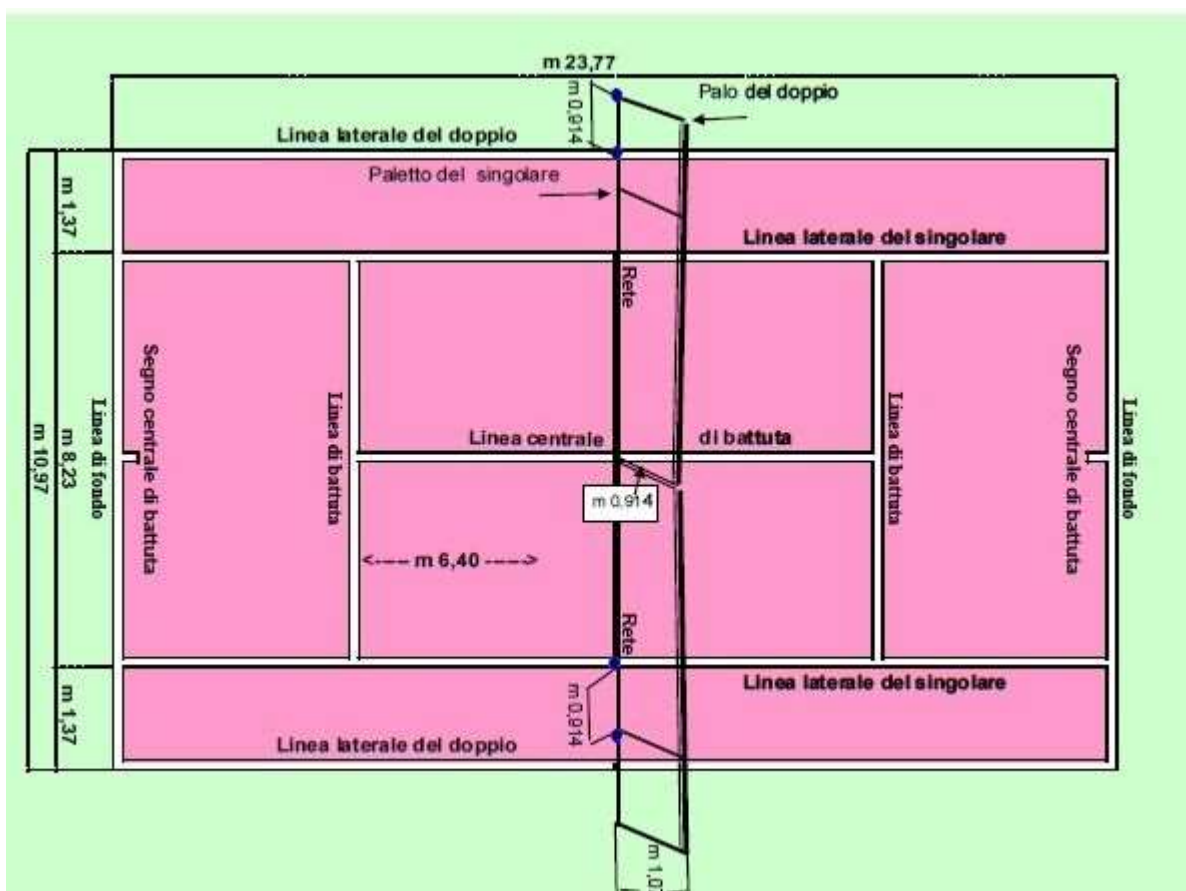 m 23,77
m 0,914
Palo del doppio
Linea laterale del doppio
Paletto del singolare
m 1,37
Linea laterale del singolare
Rete
Segno centrale di battuta
Linea di fondo
Linea di battuta
Linea centrale di battuta
Linea di battuta
Segno centrale di battuta
Linea di fondo
m 10,97
m 8,23
m 0,914
m 6,40
Rete
m 0,914
Linea laterale del singolare
m 1,37
Linea laterale del doppio